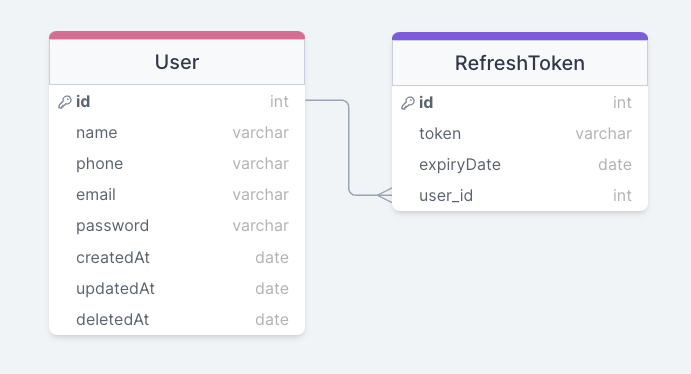 User
id int
name varchar
phone varchar
email varchar
password varchar
createdAt date
updatedAt date
deletedAt date
RefreshToken
id int
token varchar
expiryDate date
user_id int